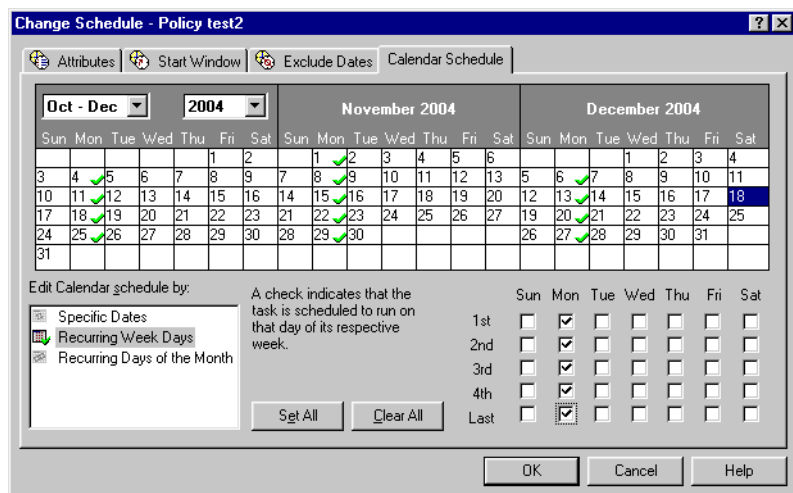 Change Schedule - Policy test2
Attributes Start Window Exclude Dates Calendar Schedule
Oct - Dec 2004 November 2004 December 2004
Sun Mon Tue Wed Thu Fri Sat Sun Mon Tue Wed Thu Fri Sat Sun Mon Tue Wed Thu Fri Sat
1 2 1 2 3 4 5 6 1 2 3 4
3 4 5 6 7 8 9 7 8 9 10 11 12 13 5 6 7 8 9 10 11
10 11 12 13 14 15 16 14 15 16 17 18 19 20 12 13 14 15 16 17 18
17 18 19 20 21 22 23 21 22 23 24 25 26 27 19 20 21 22 23 24 25
24 25 26 27 28 29 30 28 29 30 26 27 28 29 30 31
31
Edit Calendar schedule by:
Specific Dates
Recurring Week Days
Recurring Days of the Month
A check indicates that the
task is scheduled to run on
that day of its respective
week.
Set All Clear All
Sun Mon Tue Wed Thu Fri Sat
1st
2nd
3rd
4th
Last
OK Cancel Help